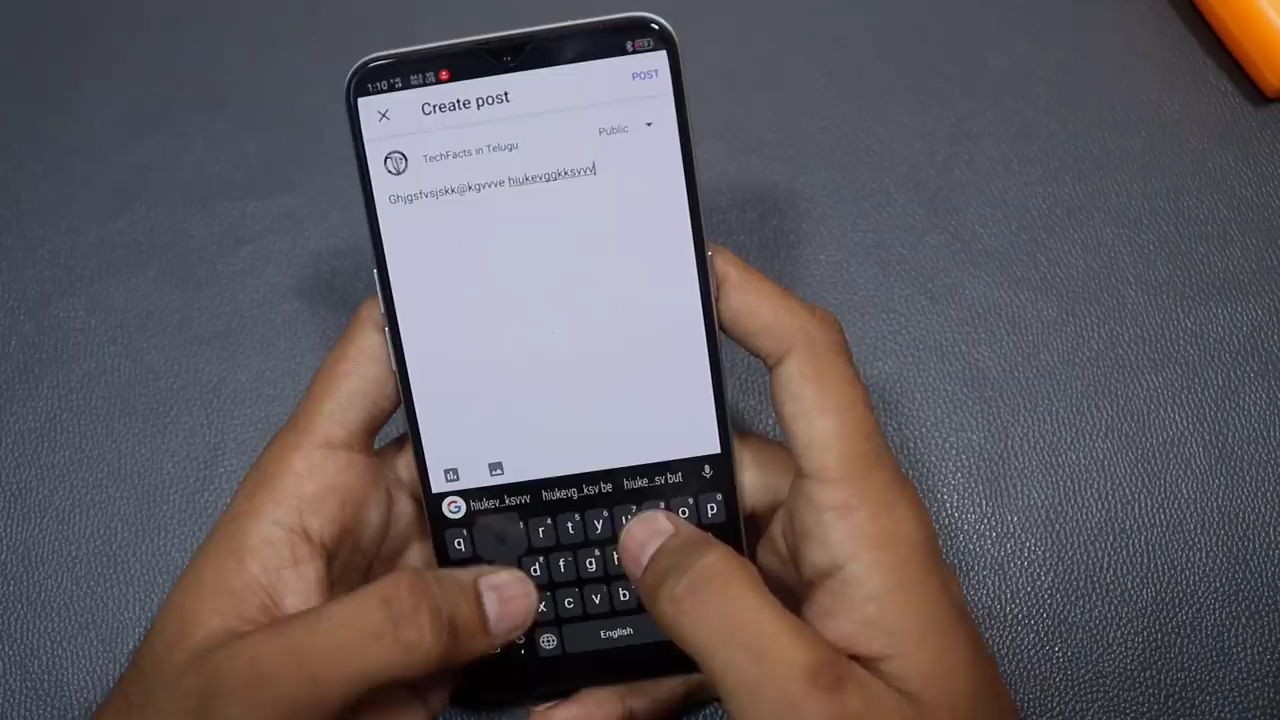 1:10
Create post
POST
TechFacts in Telugu
Public
Ghjgsfvsjskk@kgvvve hiukevggkksvvv
hiukev...ksvvv hiukevg...ksv be hiuke...sv but
q r t y u o p
d f g h
x c v b
English